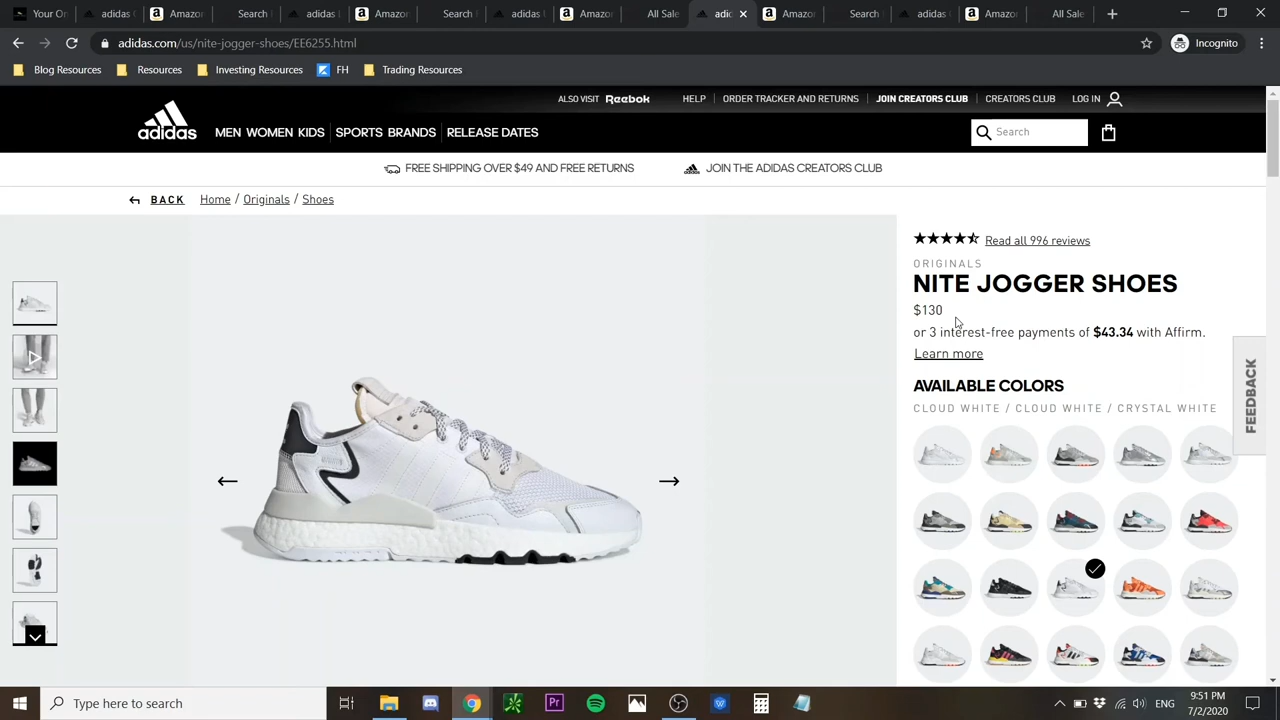 Your On
adidas C
Amazon
Search F
adidas L
Amazon
Search F
adidas L
Amazon
All Sale
adic
Amazon
Search
adidas C
Amazon
All Sale
adidas.com/us/nite-jogger-shoes/EE6255.html
Incognito
Blog Resources
Resources
Investing Resources
FH
Trading Resources
ALSO VISIT Reebok
HELP
ORDER TRACKER AND RETURNS
JOIN CREATORS CLUB
CREATORS CLUB
LOG IN
adidas
MEN WOMEN KIDS
SPORTS BRANDS
RELEASE DATES
Search
FREE SHIPPING OVER $49 AND FREE RETURNS
JOIN THE ADIDAS CREATORS CLUB
BACK
Home / Originals / Shoes
Read all 996 reviews
ORIGINALS
NITE JOGGER SHOES
$130
or 3 interest-free payments of $43.34 with Affirm.
Learn more
AVAILABLE COLORS
CLOUD WHITE / CLOUD WHITE / CRYSTAL WHITE
FEEDBACK
Type here to search
Pr
W
ENG
9:51 PM
7/2/2020